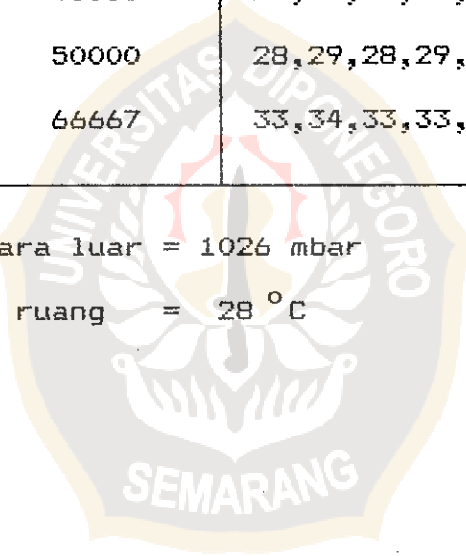 50000 28,29,28,29,
66667 33,34,33,33,
ara luar = 1026 mbar
ruang = 28 °C
UNIVERSITAS DIPONEGORO
SEMARANG